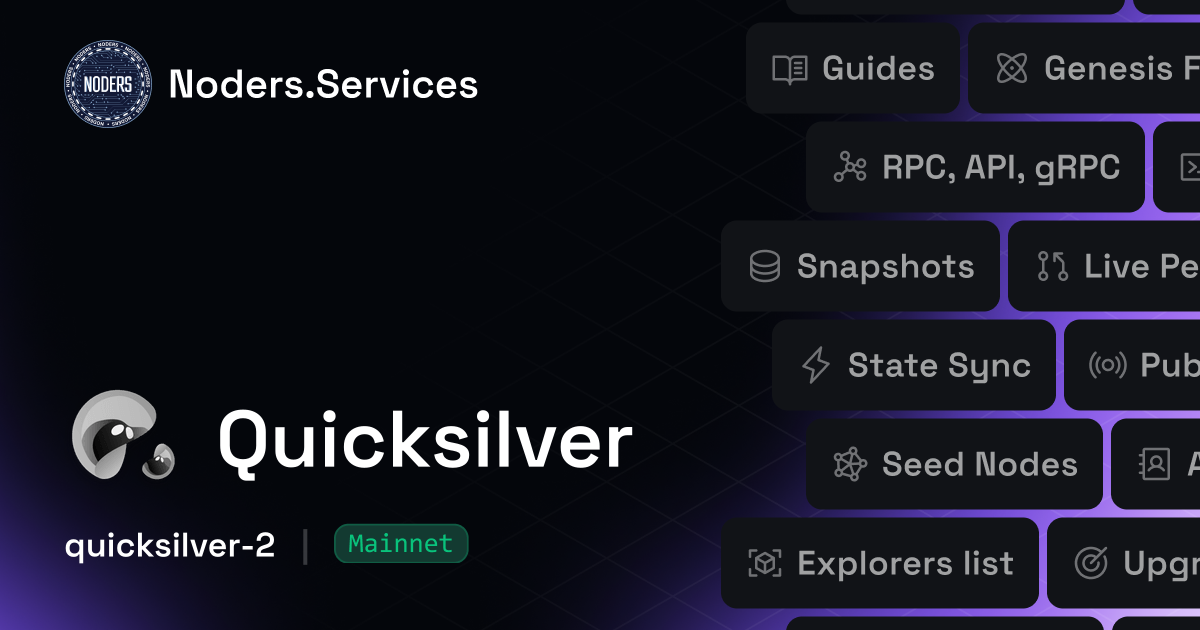 NODERS
Noders.Services
Guides
Genesis F
RPC, API, gRPC
Snapshots
Live Pe
State Sync
Pub
Seed Nodes
A
Explorers list
Upgr
Quicksilver
quicksilver-2 | Mainnet